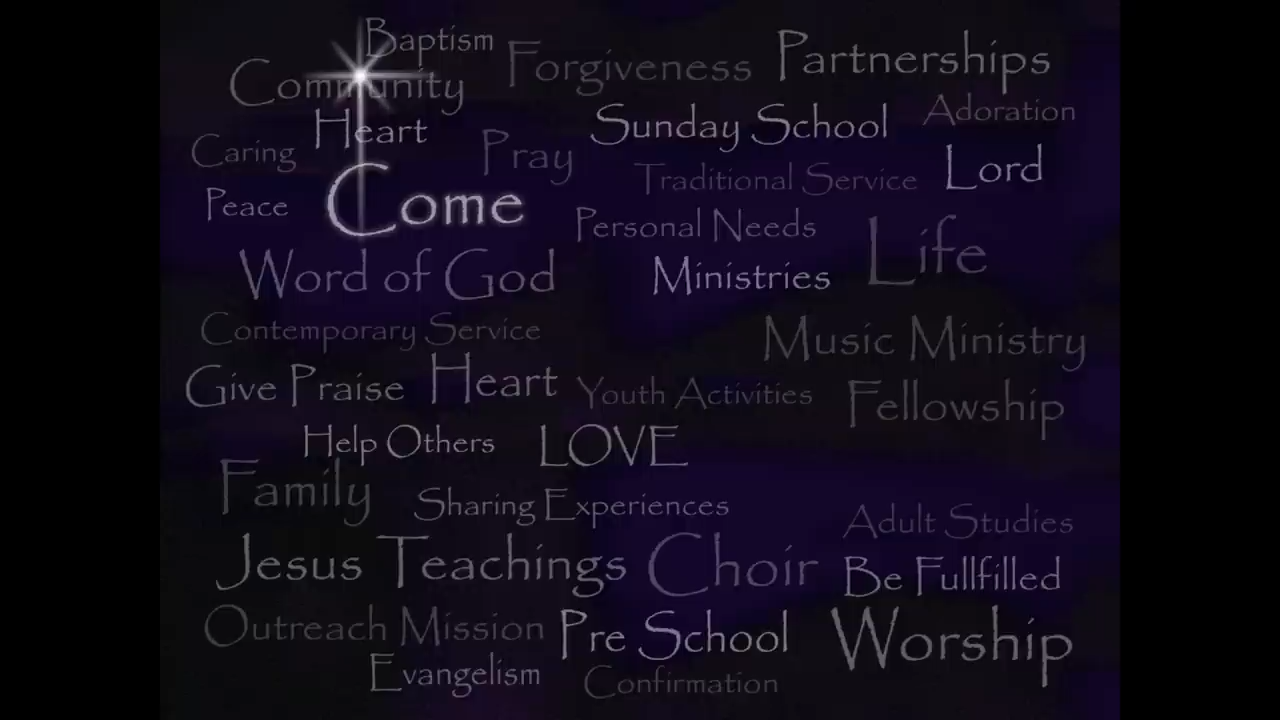 Baptism
Community
Forgiveness
Partnerships
Heart
Sunday School
Adoration
Caring
Pray
Traditional Service
Lord
Peace
Come
Personal Needs
Life
Word of God
Ministries
Contemporary Service
Music Ministry
Give Praise
Heart
Youth Activities
Fellowship
Help Others
LOVE
Family
Sharing Experiences
Adult Studies
Jesus Teachings
Choir
Be Fullfilled
Outreach Mission
Pre School
Worship
Evangelism
Confirmation